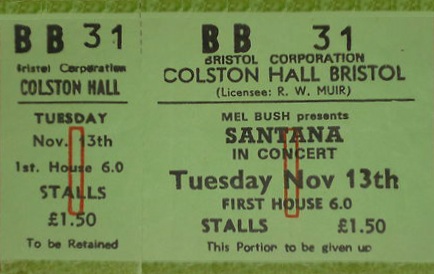 BB 31
Bristol Corporation
COLSTON HALL
TUESDAY
Nov. 13th
1st. House 6.0
STALLS
£1.50
To be Retained
BB 31
BRISTOL CORPORATION
COLSTON HALL BRISTOL
(Licensee: R. W. MUIR)
MEL BUSH presents
SANTANA
IN CONCERT
Tuesday Nov 13th
FIRST HOUSE 6.0
STALLS £1.50
This Portion to be given up